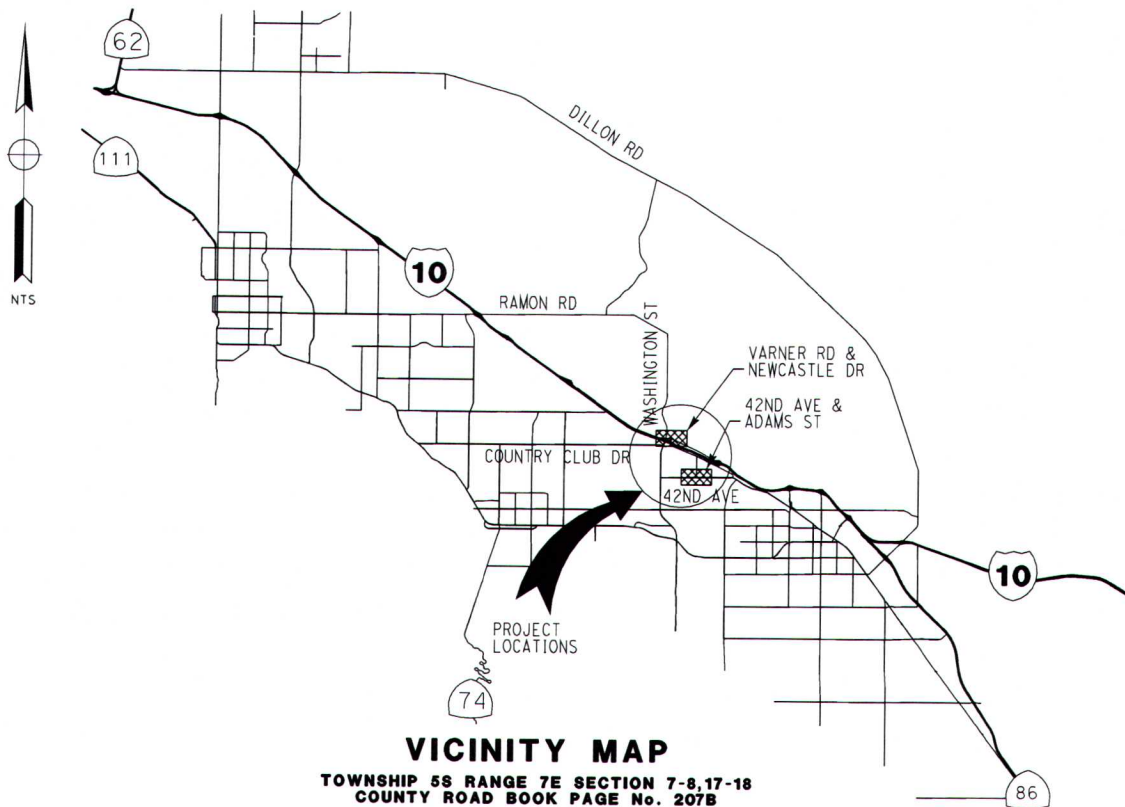 62
111
NTS
DILLON RD
10
RAMON RD
WASHINGTON ST
VARNER RD &
NEWCASTLE DR
42ND AVE &
ADAMS ST
COUNTRY CLUB DR
42ND AVE
10
PROJECT
LOCATIONS
74
86
VICINITY MAP
TOWNSHIP 5S RANGE 7E SECTION 7-8,17-18
COUNTY ROAD BOOK PAGE No. 207B